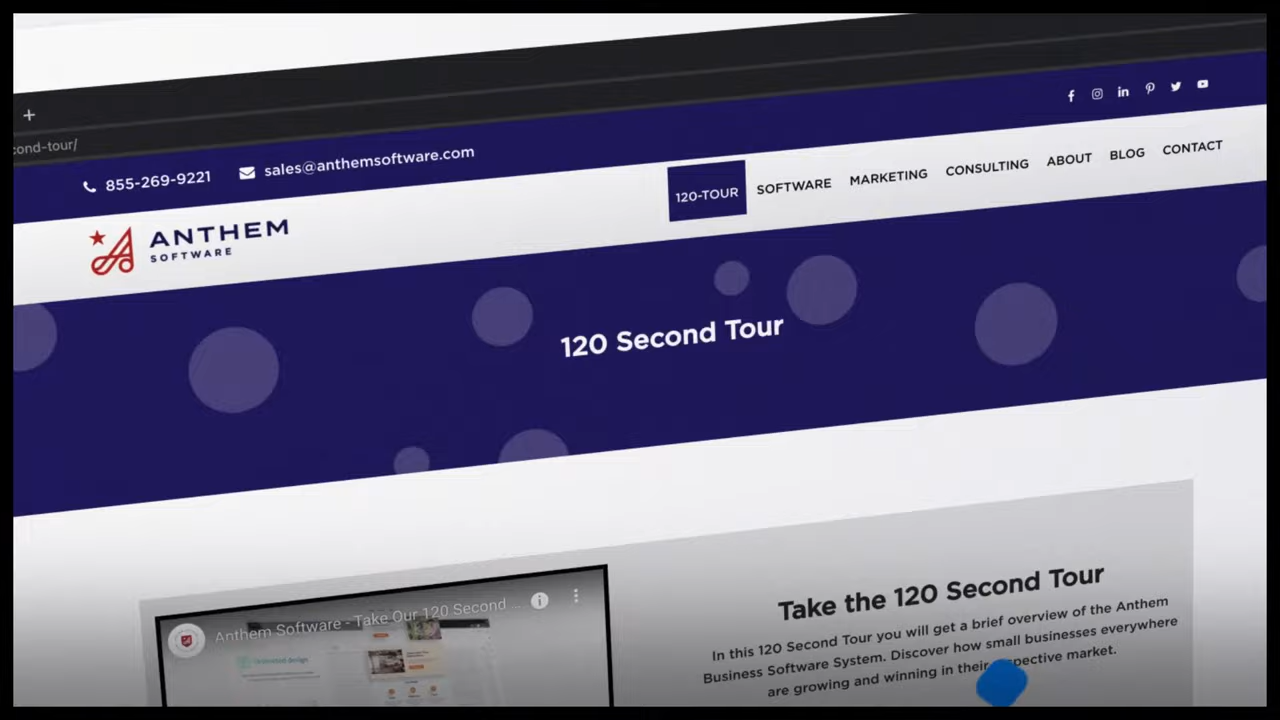 cond-tour/
855-269-9221 sales@anthemsoftware.com
ANTHEM
SOFTWARE
120-TOUR SOFTWARE MARKETING CONSULTING ABOUT BLOG CONTACT
120 Second Tour
Anthem Software - Take Our 120 Second ...
Take the 120 Second Tour
In this 120 Second Tour you will get a brief overview of the Anthem
Business Software System. Discover how small businesses everywhere
are growing and winning in their respective market.